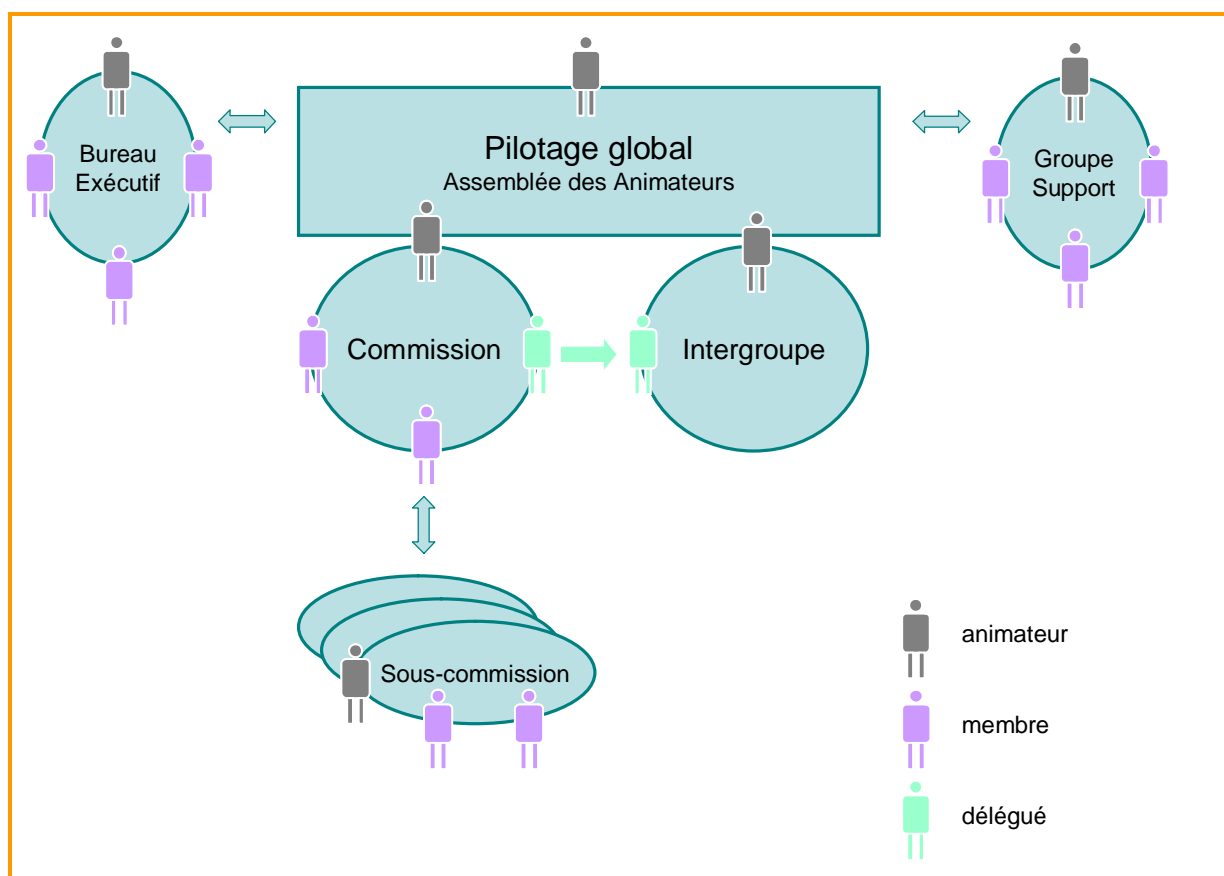 Bureau
Exécutif
Pilotage global
Assemblée des Animateurs
Groupe
Support
Commission
Intergroupe
Sous-commission
animateur
membre
délégué